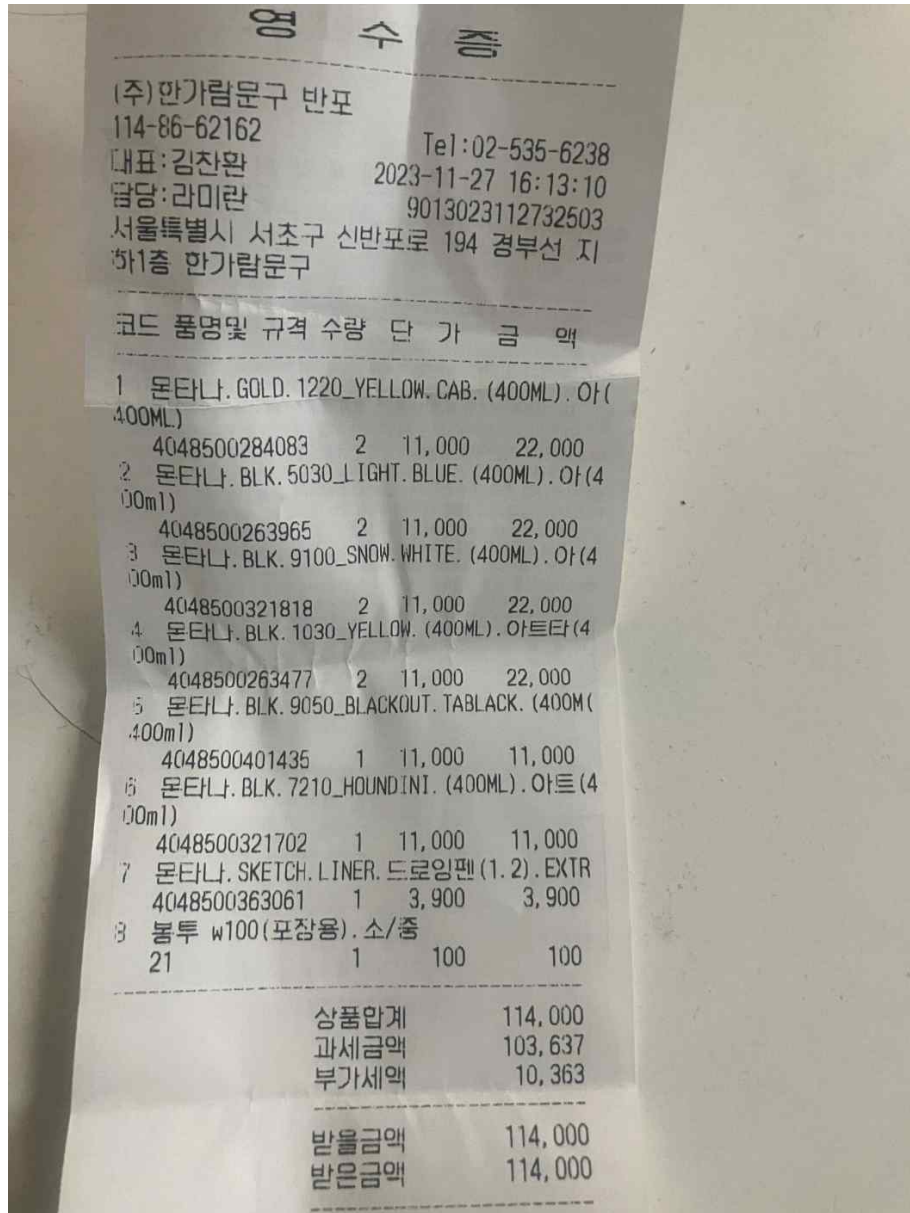 영 수 증
(주)한가람문구 반포
114-86-62162
Tel:02-535-6238
대표:김찬환
2023-11-27 16:13:10
담당:라미란
9013023112732503
서울특별시 서초구 신반포로 194 경부선 지
하1층 한가람문구
코드 품명및 규격 수량 단 가 금 액
1 몬타나.GOLD.1220_YELLOW.CAB.(400ML).아(
400ML)
4048500284083 2 11,000 22,000
2 몬타나.BLK.5030_LIGHT.BLUE.(400ML).아(4
00ml)
4048500263965 2 11,000 22,000
3 몬타나.BLK.9100_SNOW.WHITE.(400ML).아(4
00ml)
4048500321818 2 11,000 22,000
4 몬타나.BLK.1030_YELLOW.(400ML).아트타(4
00ml)
4048500263477 2 11,000 22,000
5 몬타나.BLK.9050_BLACKOUT.TABLACK.(400M(
400ml)
4048500401435 1 11,000 11,000
6 몬타나.BLK.7210_HOUNDINI.(400ML).아트(4
00ml)
4048500321702 1 11,000 11,000
7 몬타나.SKETCH.LINER.드로잉펜(1.2).EXTR
4048500363061 1 3,900 3,900
8 봉투 w100(포장용).소/중
21 1 100 100
상품합계 114,000
과세금액 103,637
부가세액 10,363
받을금액 114,000
받은금액 114,000